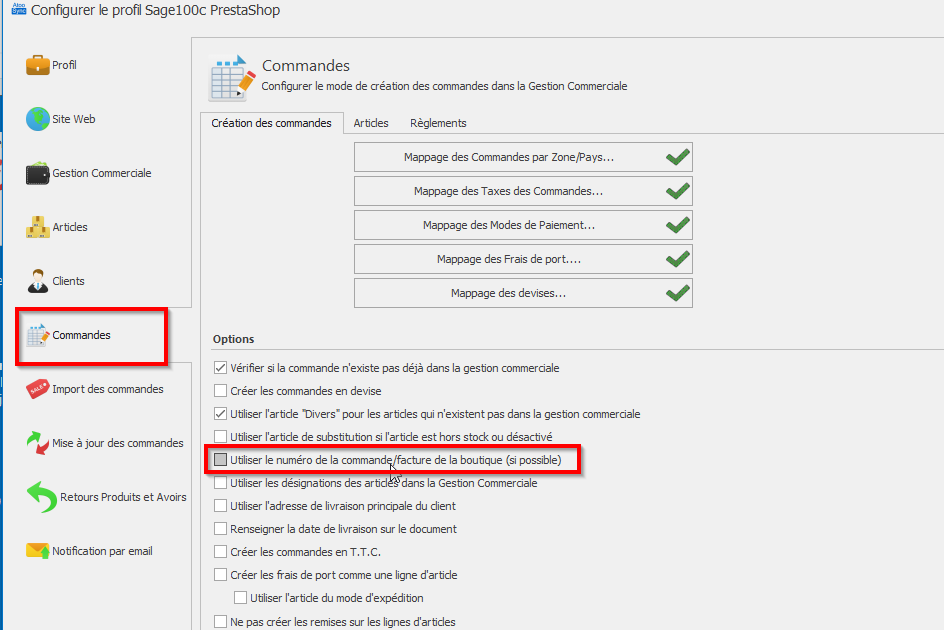 Configurer le profil Sage100c PrestaShop
Profil
Site Web
Gestion Commerciale
Articles
Clients
Commandes
Import des commandes
Mise à jour des commandes
Retours Produits et Avoirs
Notification par email
Commandes
Configurer le mode de création des commandes dans la Gestion Commerciale
Création des commandes Articles Règlements
Mappage des Commandes par Zone/Pays...
Mappage des Taxes des Commandes...
Mappage des Modes de Paiement...
Mappage des Frais de port....
Mappage des devises...
Options
Vérifier si la commande n'existe pas déjà dans la gestion commerciale
Créer les commandes en devise
Utiliser l'article "Divers" pour les articles qui n'existent pas dans la gestion commerciale
Utiliser l'article de substitution si l'article est hors stock ou désactivé
Utiliser le numéro de la commande/facture de la boutique (si possible)
Utiliser les désignations des articles dans la Gestion Commerciale
Utiliser l'adresse de livraison principale du client
Renseigner la date de livraison sur le document
Créer les commandes en T.T.C.
Créer les frais de port comme une ligne d'article
Utiliser l'article du mode d'expédition
Ne pas créer les remises sur les lignes d'articles